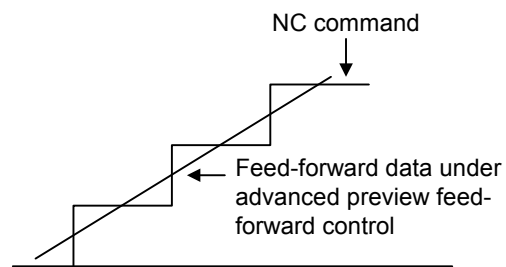 NC command
Feed-forward data under
advanced preview feed-
forward control